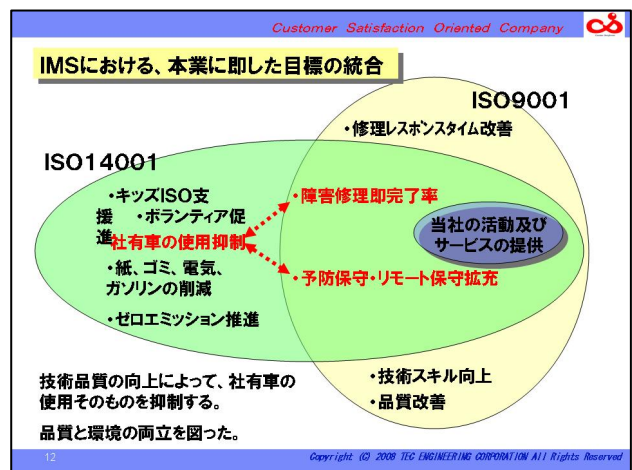 Customer Satisfaction Oriented Company
IMSにおける、本業に即した目標の統合
ISO9001
・修理レスポンスタイム改善
ISO14001
・キッズISO支
援 ・ボランティア促
進
社有車の使用抑制
・紙、ゴミ、電気、
ガソリンの削減
・ゼロエミッション推進
・障害修理即完了率
当社の活動及び
サービスの提供
・予防保守・リモート保守拡充
・技術スキル向上
・品質改善
技術品質の向上によって、社有車の
使用そのものを抑制する。
品質と環境の両立を図った。
12
Copyright (C) 2008 TEC ENGINEERING CORPORATION All Rights Reserved